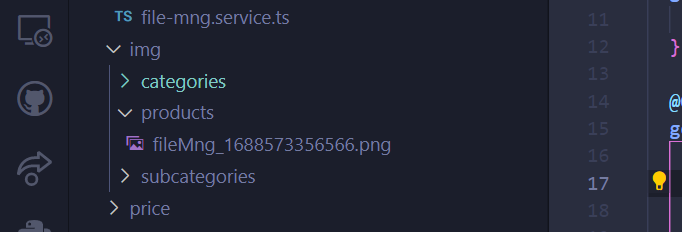 TS file-mng.service.ts
img
categories
products
fileMng_1688573356566.png
subcategories
price
11
12 }
13
14 @
15 g
16
17
18